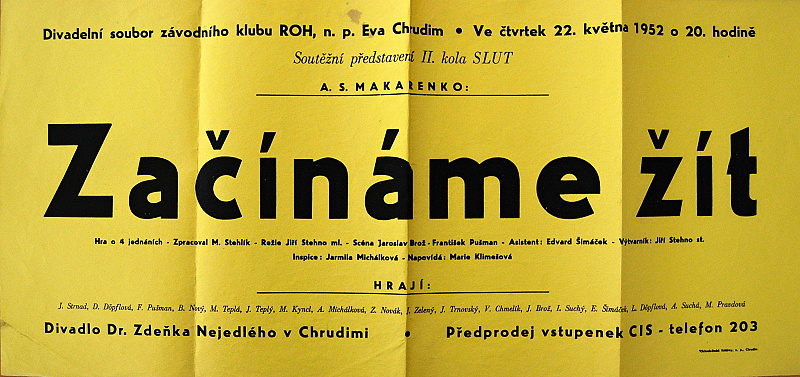 Divadelní soubor závodního klubu ROH, n. p. Eva Chrudim • Ve čtvrtek 22. května 1952 o 20. hodině
Soutěžní představení II. kola SLUT
A. S. MAKARENKO:
Začínáme žít
Hra o 4 jednáních - Zpracoval M. Stehlík - Režie Jiří Stehno ml. - Scéna Jaroslav Brož - František Pušman - Asistent: Edvard Šimáček - Výtvarník: Jiří Stehno st.
Inspice: Jarmila Michálková - Napovídá: Marie Klimešová
HRAJÍ:
J. Strnad, D. Döpflová, F. Pušman, B. Nový, M. Teplá, J. Teplý, M. Kyncl, A. Michálková, Z. Novák, J. Zelený, J. Trnovský, V. Chmelík, J. Brož, I. Suchý, E. Šimáček, L. Döpflová, A. Suchá, M. Pravdová
Divadlo Dr. Zdeňka Nejedlého v Chrudimi • Předprodej vstupenek ČIS - telefon 203